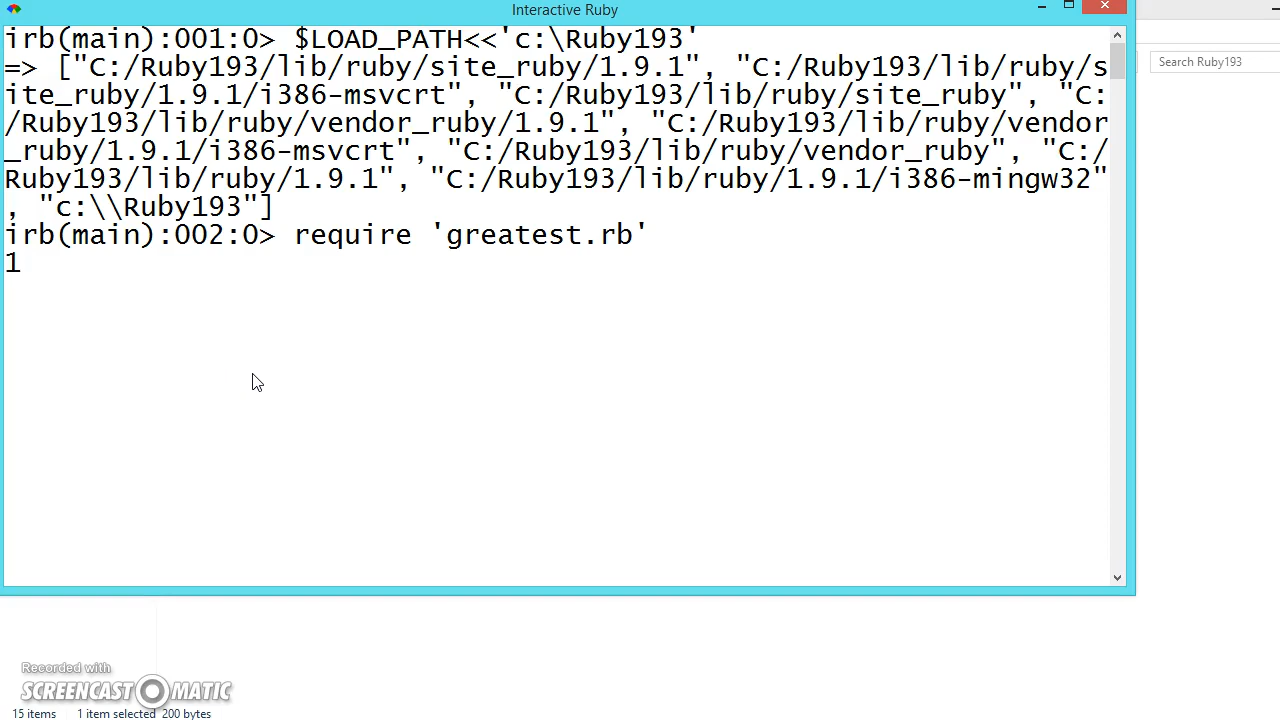 Interactive Ruby
irb(main):001:0> $LOAD_PATH<<'c:\Ruby193'
=> ["C:/Ruby193/lib/ruby/site_ruby/1.9.1", "C:/Ruby193/lib/ruby/s
ite_ruby/1.9.1/i386-msvcrt", "C:/Ruby193/lib/ruby/site_ruby", "C:
/Ruby193/lib/ruby/vendor_ruby/1.9.1", "C:/Ruby193/lib/ruby/vendor
_ruby/1.9.1/i386-msvcrt", "C:/Ruby193/lib/ruby/vendor_ruby", "C:/
Ruby193/lib/ruby/1.9.1", "C:/Ruby193/lib/ruby/1.9.1/i386-mingw32"
, "c:\\Ruby193"]
irb(main):002:0> require 'greatest.rb'
1
Search Ruby193
Recorded with
SCREENCAST-O-MATIC
15 items 1 item selected 200 bytes